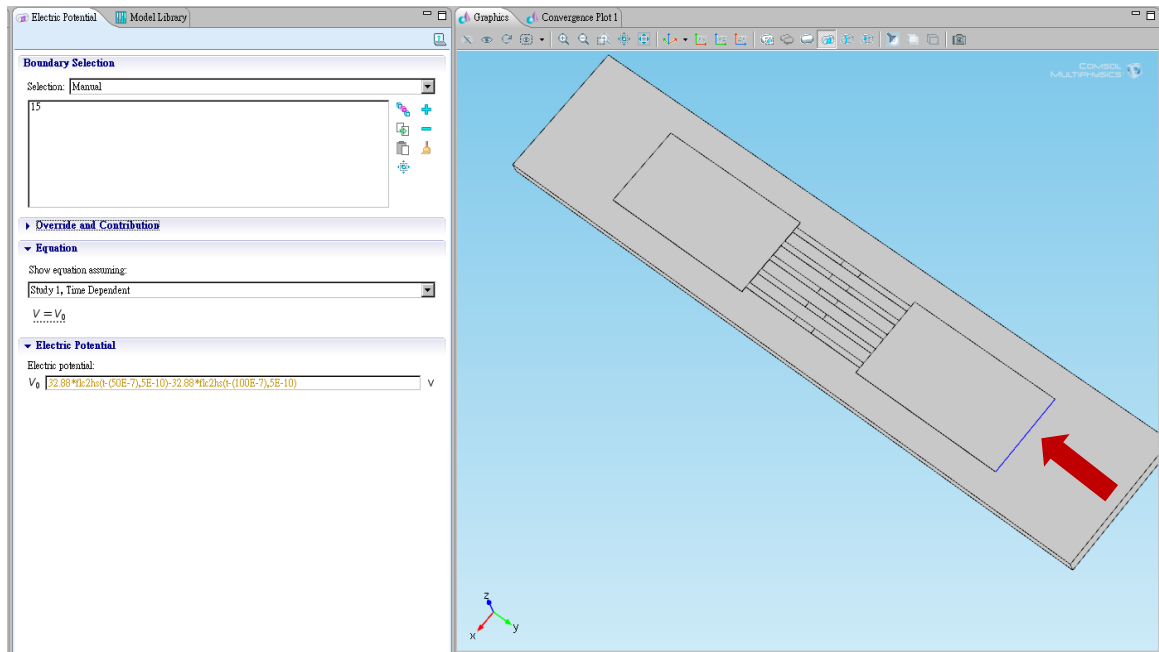 Electric Potential
Model Library
Boundary Selection
Selection: Manual
15
Override and Contribution
Equation
Show equation assuming:
Study 1, Time Dependent
V = V0
Electric Potential
Electric potential:
V0 32.88*flc2hs(t-(50E-7),5E-10)-32.88*flc2hs(t-(100E-7),5E-10) V
Graphics
Convergence Plot 1
COMSOL
MULTIPHYSICS
z
y
x